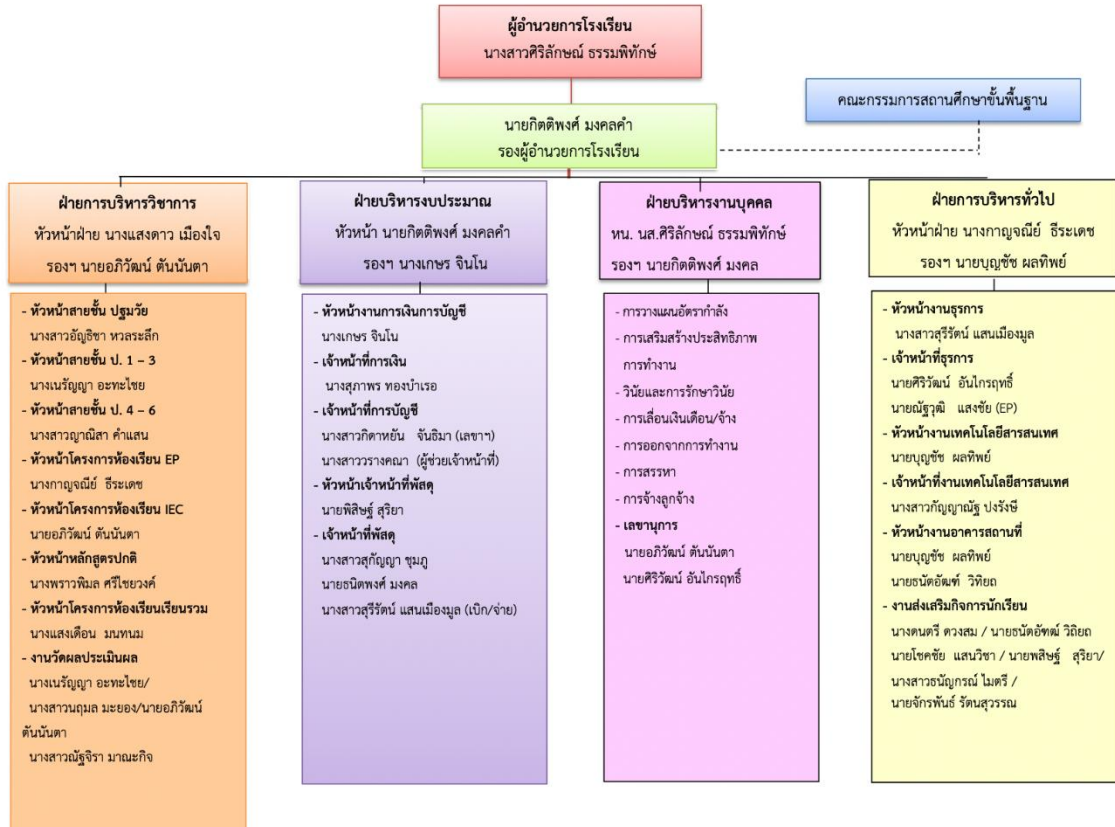 ผู้อำนวยการโรงเรียน
นางสาวศิริลักษณ์ ธรรมพิทักษ์
คณะกรรมการสถานศึกษาขั้นพื้นฐาน
นายกิตติพงศ์ มงคลคำ
รองผู้อำนวยการโรงเรียน
ฝ่ายการบริหารวิชาการ
หัวหน้าฝ่าย นางแสงดาว เมืองใจ
รองฯ นายอภิวัฒน์ ตันนันตา
- หัวหน้าสายชั้น ปฐมวัย
นางสาวอัญธิชา หวลระลึก
- หัวหน้าสายชั้น ป. 1 – 3
นางเนรัญญา อะทะไชย
- หัวหน้าสายชั้น ป. 4 – 6
นางสาวญาณิสา คำแสน
- หัวหน้าโครงการห้องเรียน EP
นางกาญจณีย์ ธีระเดช
- หัวหน้าโครงการห้องเรียน IEC
นายอภิวัฒน์ ตันนันตา
- หัวหน้าหลักสูตรปกติ
นางพราวพิมล ศรีไชยวงค์
- หัวหน้าโครงการห้องเรียนเรียนรวม
นางแสงเดือน มนทนม
- งานวัดผลประเมินผล
นางเนรัญญา อะทะไชย/
นางสาวนฤมล มะยอง/นายอภิวัฒน์
ตันนันตา
นางสาวณัฐจิรา มาณะกิจ
ฝ่ายบริหารงบประมาณ
หัวหน้า นายกิตติพงศ์ มงคลคำ
รองฯ นางเกษร จินโน
- หัวหน้างานการเงินการบัญชี
นางเกษร จินโน
- เจ้าหน้าที่การเงิน
นางสุภาพร ทองบำเรอ
- เจ้าหน้าที่การบัญชี
นางสาวกิดาหยัน จันธิมา (เลขาฯ)
นางสาววรางคณา (ผู้ช่วยเจ้าหน้าที่)
- หัวหน้าเจ้าหน้าที่พัสดุ
นายพิสิษฐ์ สุริยา
- เจ้าหน้าที่พัสดุ
นางสาวสุกัญญา ชุมภู
นายธนิตพงศ์ มงคล
นางสาวสุรีรัตน์ แสนเมืองมูล (เบิก/จ่าย)
ฝ่ายบริหารงานบุคคล
หน. นส.ศิริลักษณ์ ธรรมพิทักษ์
รองฯ นายกิตติพงศ์ มงคล
- การวางแผนอัตรากำลัง
- การเสริมสร้างประสิทธิภาพ
การทำงาน
- วินัยและการรักษาวินัย
- การเลื่อนเงินเดือน/จ้าง
- การออกจากการทำงาน
- การสรรหา
- การจ้างลูกจ้าง
- เลขานุการ
นายอภิวัฒน์ ตันนันตา
นายศิริวัฒน์ อันไกรฤทธิ์
ฝ่ายการบริหารทั่วไป
หัวหน้าฝ่าย นางกาญจณีย์ ธีระเดช
รองฯ นายบุญชัช ผลทิพย์
- หัวหน้างานธุรการ
นางสาวสุรีรัตน์ แสนเมืองมูล
- เจ้าหน้าที่ธุรการ
นายศิริวัฒน์ อันไกรฤทธิ์
นายณัฐวุฒิ แสงชัย (EP)
- หัวหน้างานเทคโนโลยีสารสนเทศ
นายบุญชัช ผลทิพย์
- เจ้าหน้าที่งานเทคโนโลยีสารสนเทศ
นางสาวกัญญาณัฐ ปงรังษี
- หัวหน้างานอาคารสถานที่
นายบุญชัช ผลทิพย์
นายธนัตอัฒฑ์ วิทิยถ
- งานส่งเสริมกิจการนักเรียน
นางดนตรี ดวงสม / นายธนัตอัฑฒ์ วิถิยถ
นายโชคชัย แสนวิชา / นายพสิษฐ์ สุริยา/
นางสาวธนัญกรณ์ ไมตรี /
นายจักรพันธ์ รัตนสุวรรณ